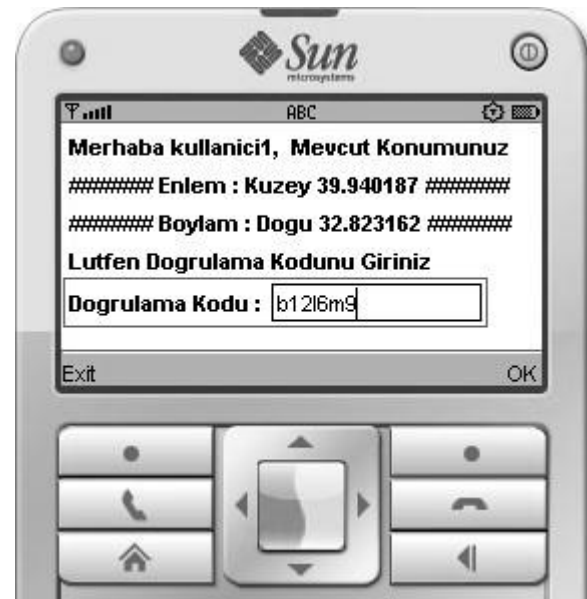 Sun
microsystems
ABC
Merhaba kullanici1, Mevcut Konumunuz
####### Enlem : Kuzey 39.940187 #######
####### Boylam : Dogu 32.823162 #######
Lutfen Dogrulama Kodunu Giriniz
Dogrulama Kodu : b12l6m9
Exit OK